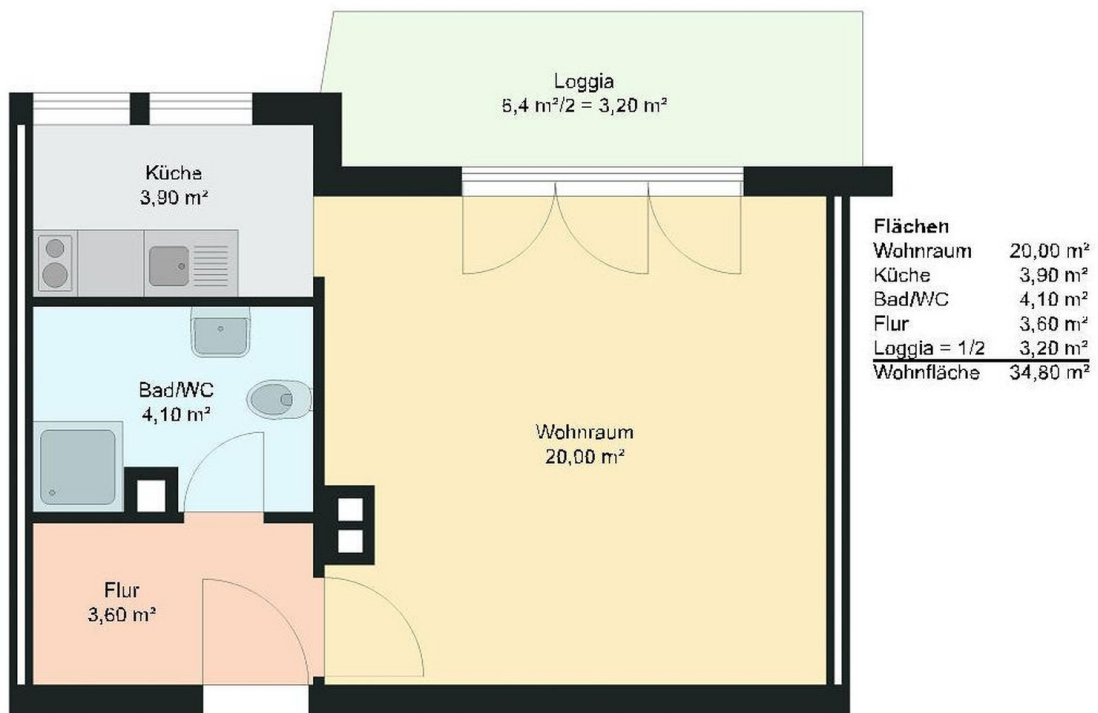 Loggia
6,4 m²/2 = 3,20 m²
Küche
3,90 m²
Bad/WC
4,10 m²
Wohnraum
20,00 m²
Flur
3,60 m²
Flächen
Wohnraum 20,00 m²
Küche 3,90 m²
Bad/WC 4,10 m²
Flur 3,60 m²
Loggia = 1/2 3,20 m²
Wohnfläche 34,80 m²